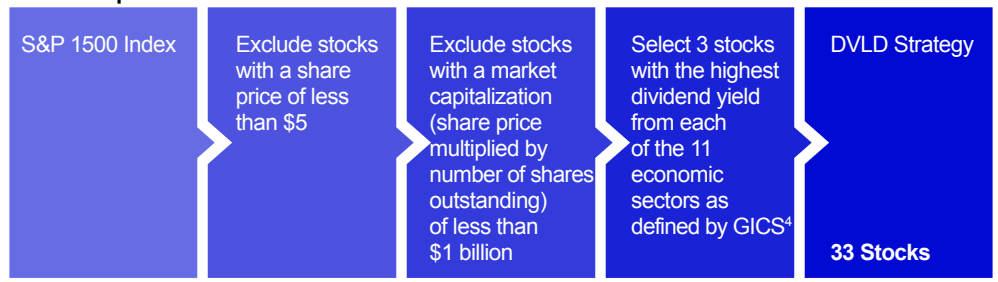 S&P 1500 Index
Exclude stocks
with a share
price of less
than $5
Exclude stocks
with a market
capitalization
(share price
multiplied by
number of shares
outstanding)
of less than
$1 billion
Select 3 stocks
with the highest
dividend yield
from each
of the 11
economic
sectors as
defined by GICS4
DVLD Strategy
33 Stocks